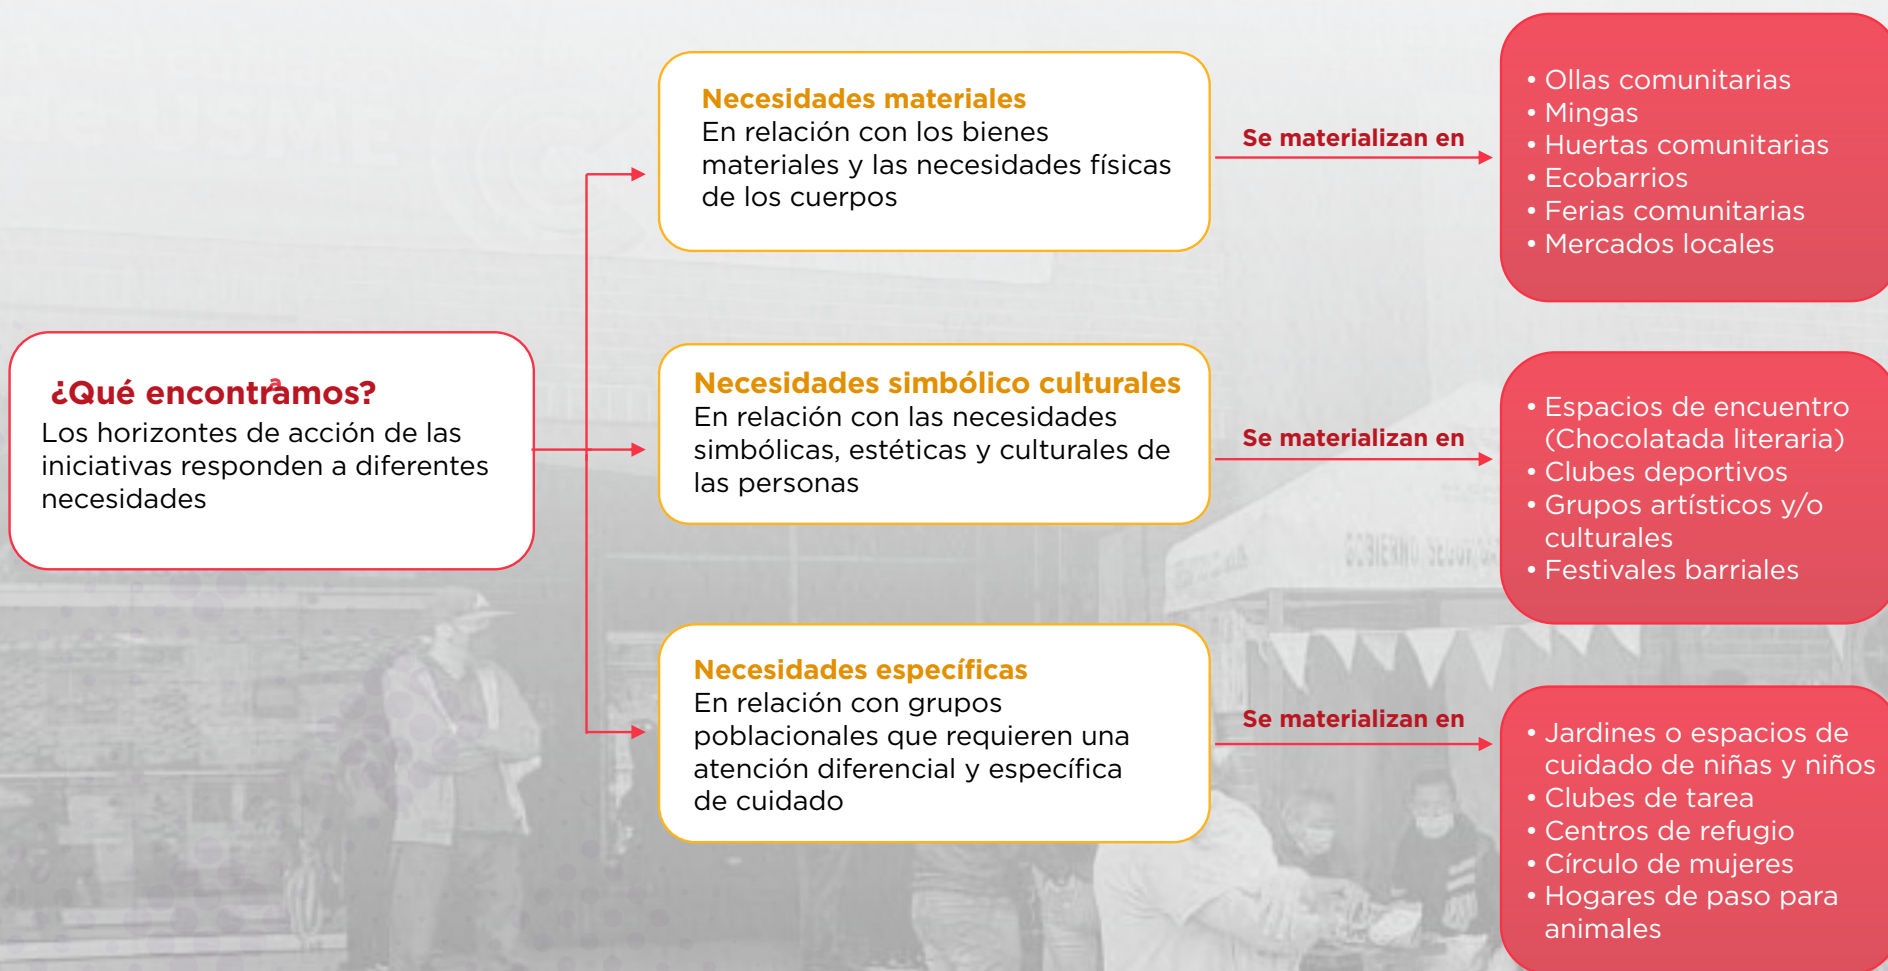 ¿Qué encontramos?
a
Los horizontes de acción de las
iniciativas responden a diferentes
necesidades
Necesidades materiales
En relación con los bienes
materiales y las necesidades físicas
de los cuerpos
Se materializan en
• Ollas comunitarias
• Mingas
• Huertas comunitarias
• Ecobarrios
• Ferias comunitarias
• Mercados locales
Necesidades simbólico culturales
En relación con las necesidades
simbólicas, estéticas y culturales de
las personas
Se materializan en
• Espacios de encuentro
(Chocolatada literaria)
• Clubes deportivos
• Grupos artísticos y/o
culturales
• Festivales barriales
Necesidades específicas
En relación con grupos
poblacionales que requieren una
atención diferencial y específica
de cuidado
Se materializan en
• Jardines o espacios de
cuidado de niñas y niños
• Clubes de tarea
• Centros de refugio
• Círculo de mujeres
• Hogares de paso para
animales
de USME